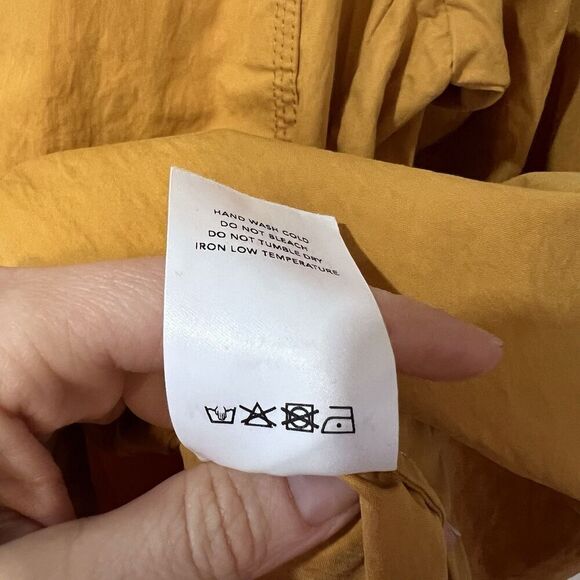 HAND WASH COLD
DO NOT BLEACH
DO NOT TUMBLE DRY
IRON LOW TEMPERATURE